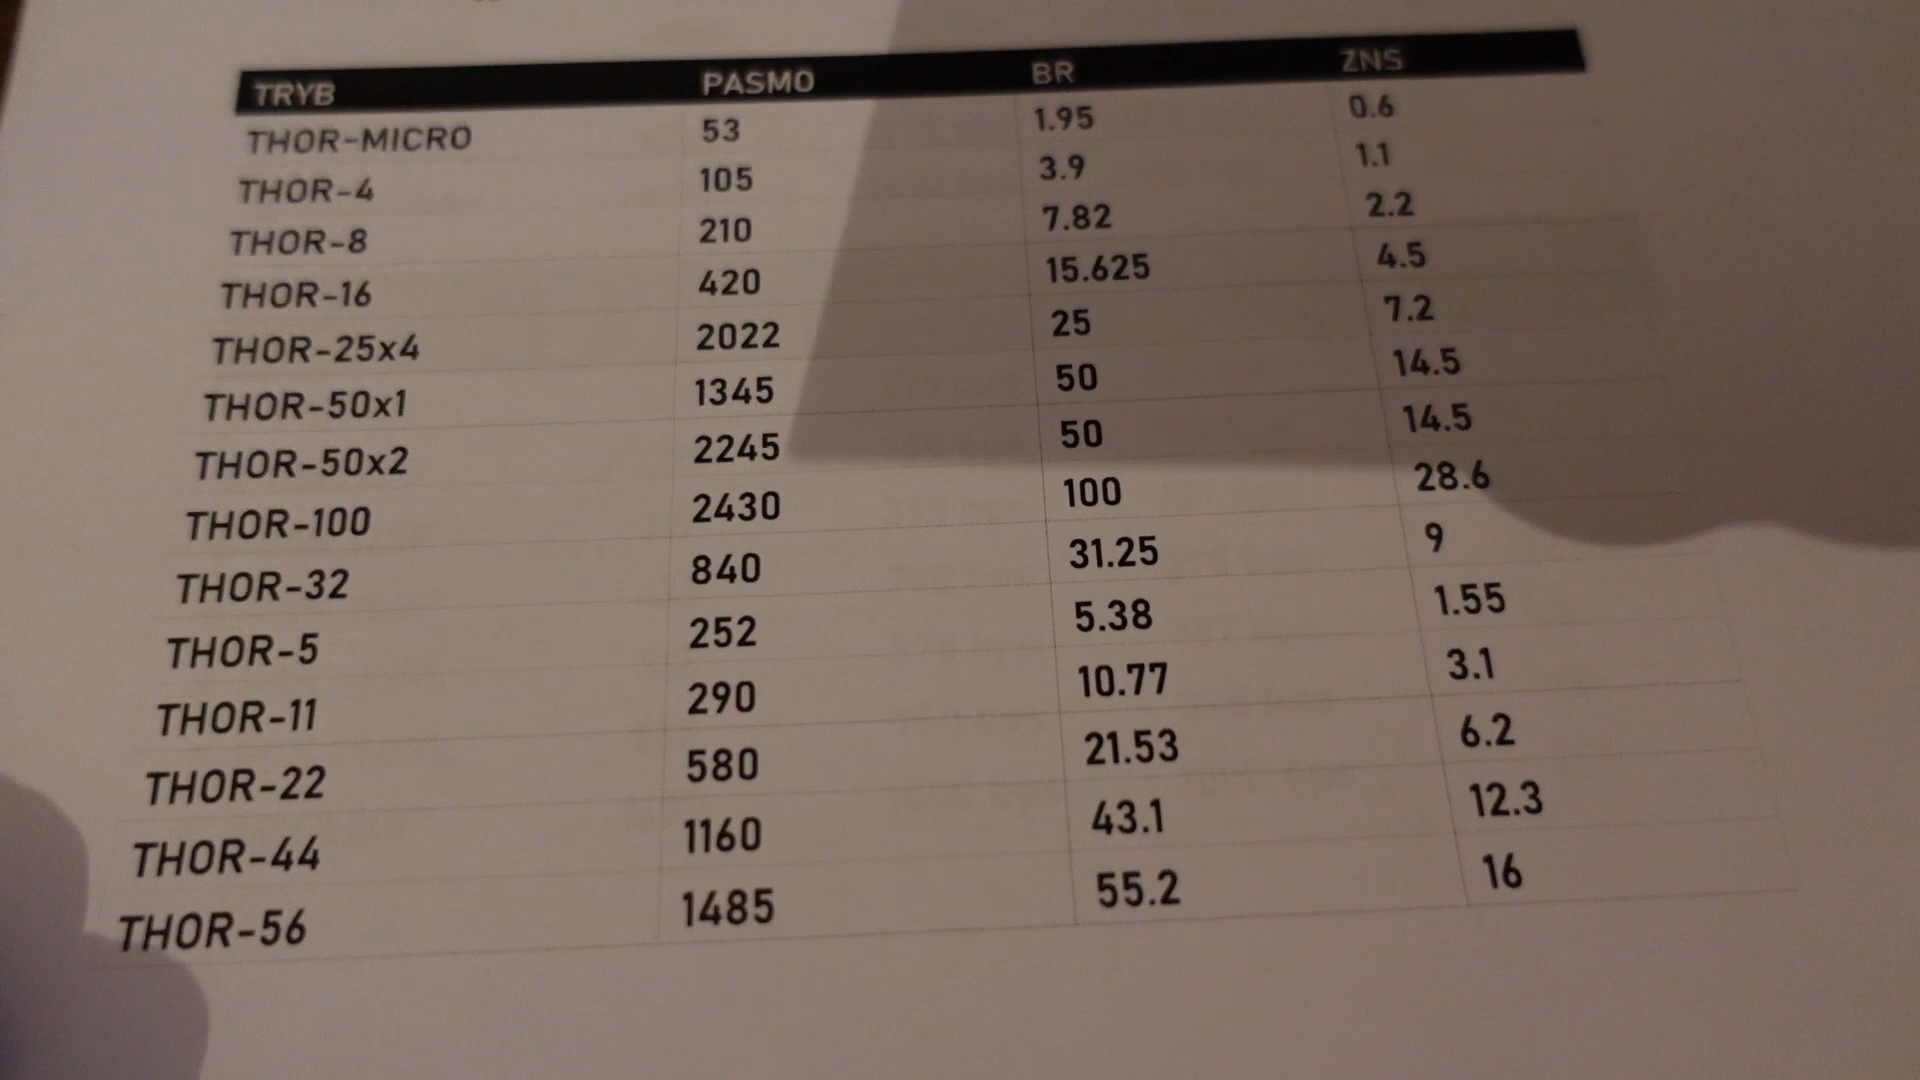 TRYB PASMO BR ZNS
THOR-MICRO 53 1.95 0.6
THOR-4 105 3.9 1.1
THOR-8 210 7.82 2.2
THOR-16 420 15.625 4.5
THOR-25x4 2022 25 7.2
THOR-50x1 1345 50 14.5
THOR-50x2 2245 50 14.5
THOR-100 2430 100 28.6
THOR-32 840 31.25 9
THOR-5 252 5.38 1.55
THOR-11 290 10.77 3.1
THOR-22 580 21.53 6.2
THOR-44 1160 43.1 12.3
THOR-56 1485 55.2 16